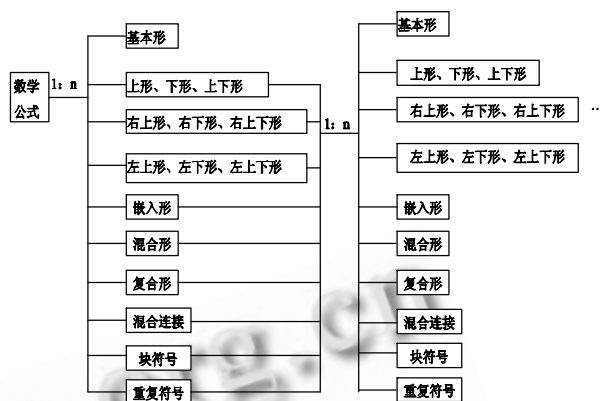 数学
公式
1：n
基本形
上形、下形、上下形
右上形、右下形、右上下形
左上形、左下形、左上下形
嵌入形
混合形
复合形
混合连接
块符号
重复符号
1：n
基本形
上形、下形、上下形
右上形、右下形、右上下形
..
左上形、左下形、左上下形
嵌入形
混合形
复合形
混合连接
块符号
重复符号